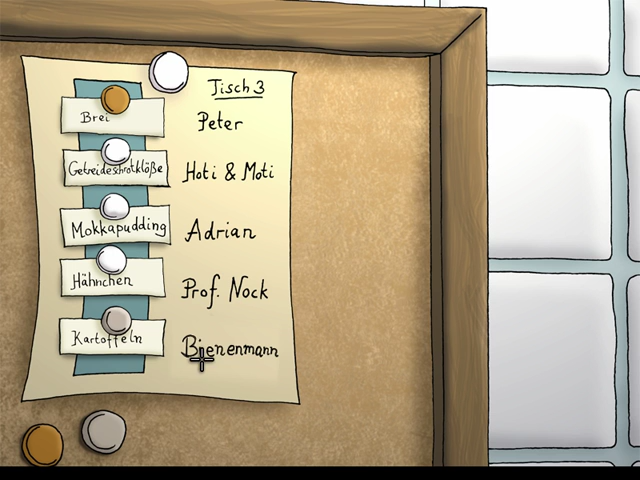 Tisch 3
Brei Peter
Getreideschrotklöße Hoti & Moti
Mokkapudding Adrian
Hähnchen Prof. Nock
Kartoffeln Bienenmann